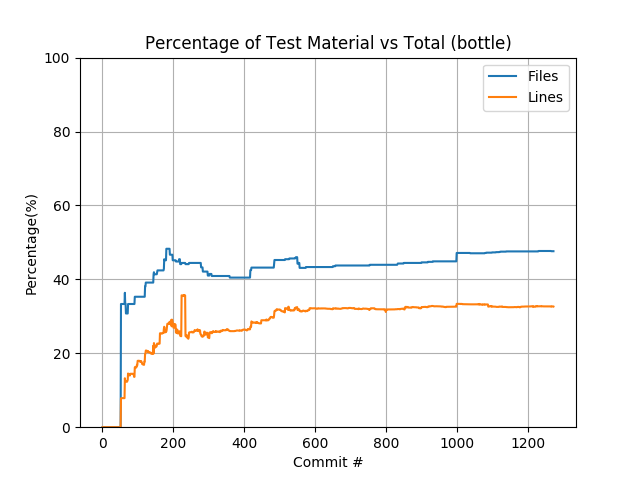 Percentage of Test Material vs Total (bottle)
Files
Lines
Percentage(%)
100
80
60
40
20
0
0 200 400 600 800 1000 1200
Commit #